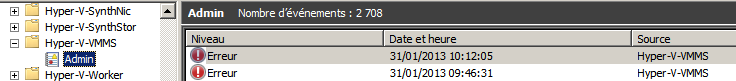 Hyper-V-SynthNic
Hyper-V-SynthStor
Hyper-V-VMMS
Admin
Hyper-V-Worker
Admin Nombre d'événements : 2 708
Niveau Date et heure Source
Erreur 31/01/2013 10:12:05 Hyper-V-VMMS
Erreur 31/01/2013 09:46:31 Hyper-V-VMMS